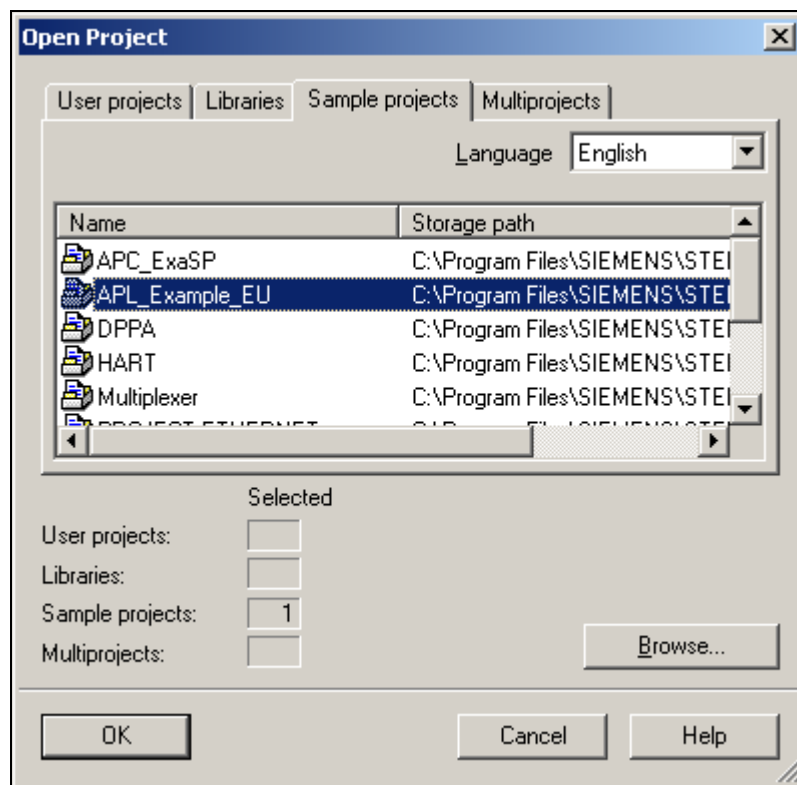 Open Project
User projects Libraries Sample projects Multiprojects
Language English
Name Storage path
APC_ExaSP C:\Program Files\SIEMENS\STE
APL_Example_EU C:\Program Files\SIEMENS\STE
DPPA C:\Program Files\SIEMENS\STE
HART C:\Program Files\SIEMENS\STE
Multiplexer C:\Program Files\SIEMENS\STE
Selected
User projects:
Libraries:
Sample projects: 1
Multiprojects:
Browse...
OK Cancel Help